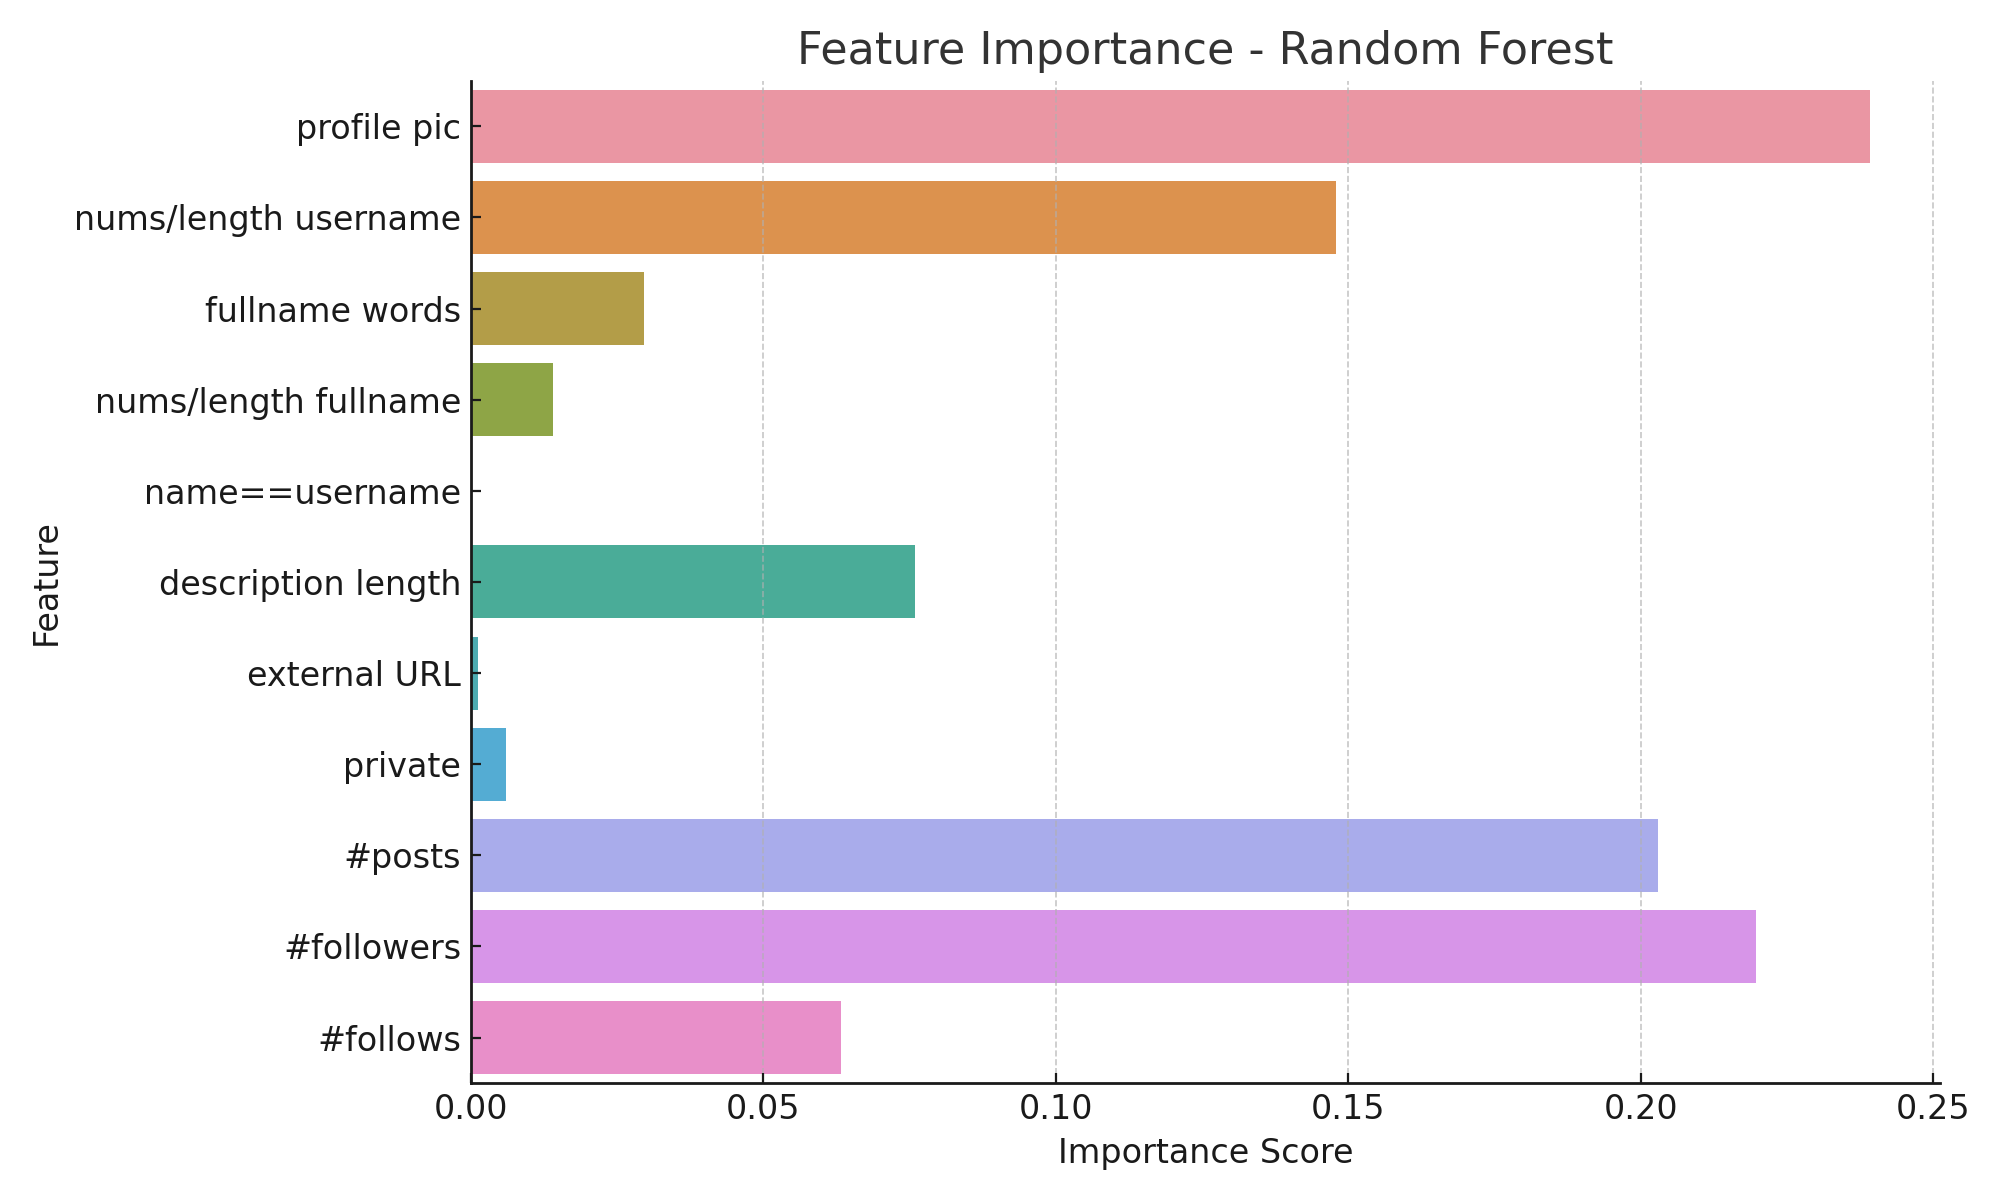 Feature Importance - Random Forest
profile pic
nums/length username
fullname words
nums/length fullname
name==username
description length
external URL
private
#posts
#followers
#follows
Feature
0.00 0.05 0.10 0.15 0.20 0.25
Importance Score